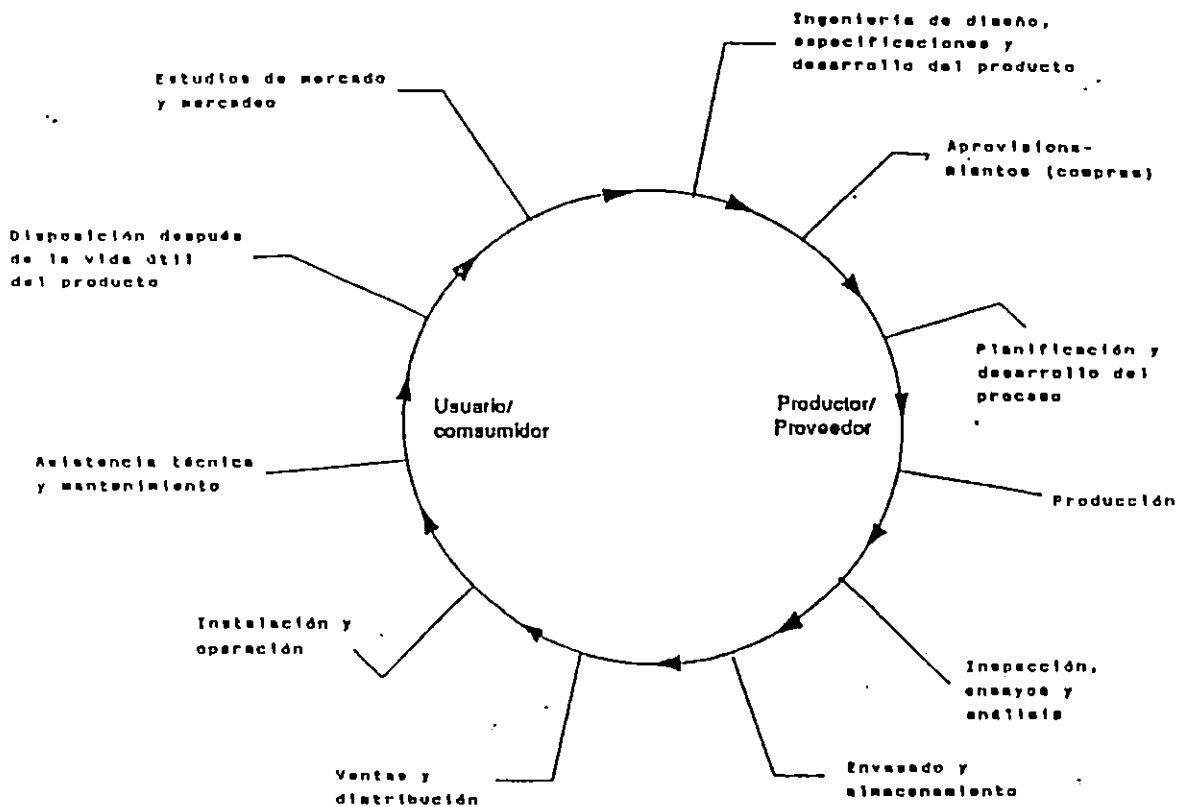 Ingeniería de diseño,
especificaciones y
desarrollo del producto
Aprovisiona-
mientos (compras)
Planificación y
desarrollo del
proceso
Producción
Inspección,
ensayos y
análisis
Envasado y
almacenamiento
Ventas y
distribución
Instalación y
operación
Asistencia técnica
y mantenimiento
Disposición después
de la vida útil
del producto
Estudios de mercado
y mercadeo
Usuario/
comsumidor
Productor/
Proveedor